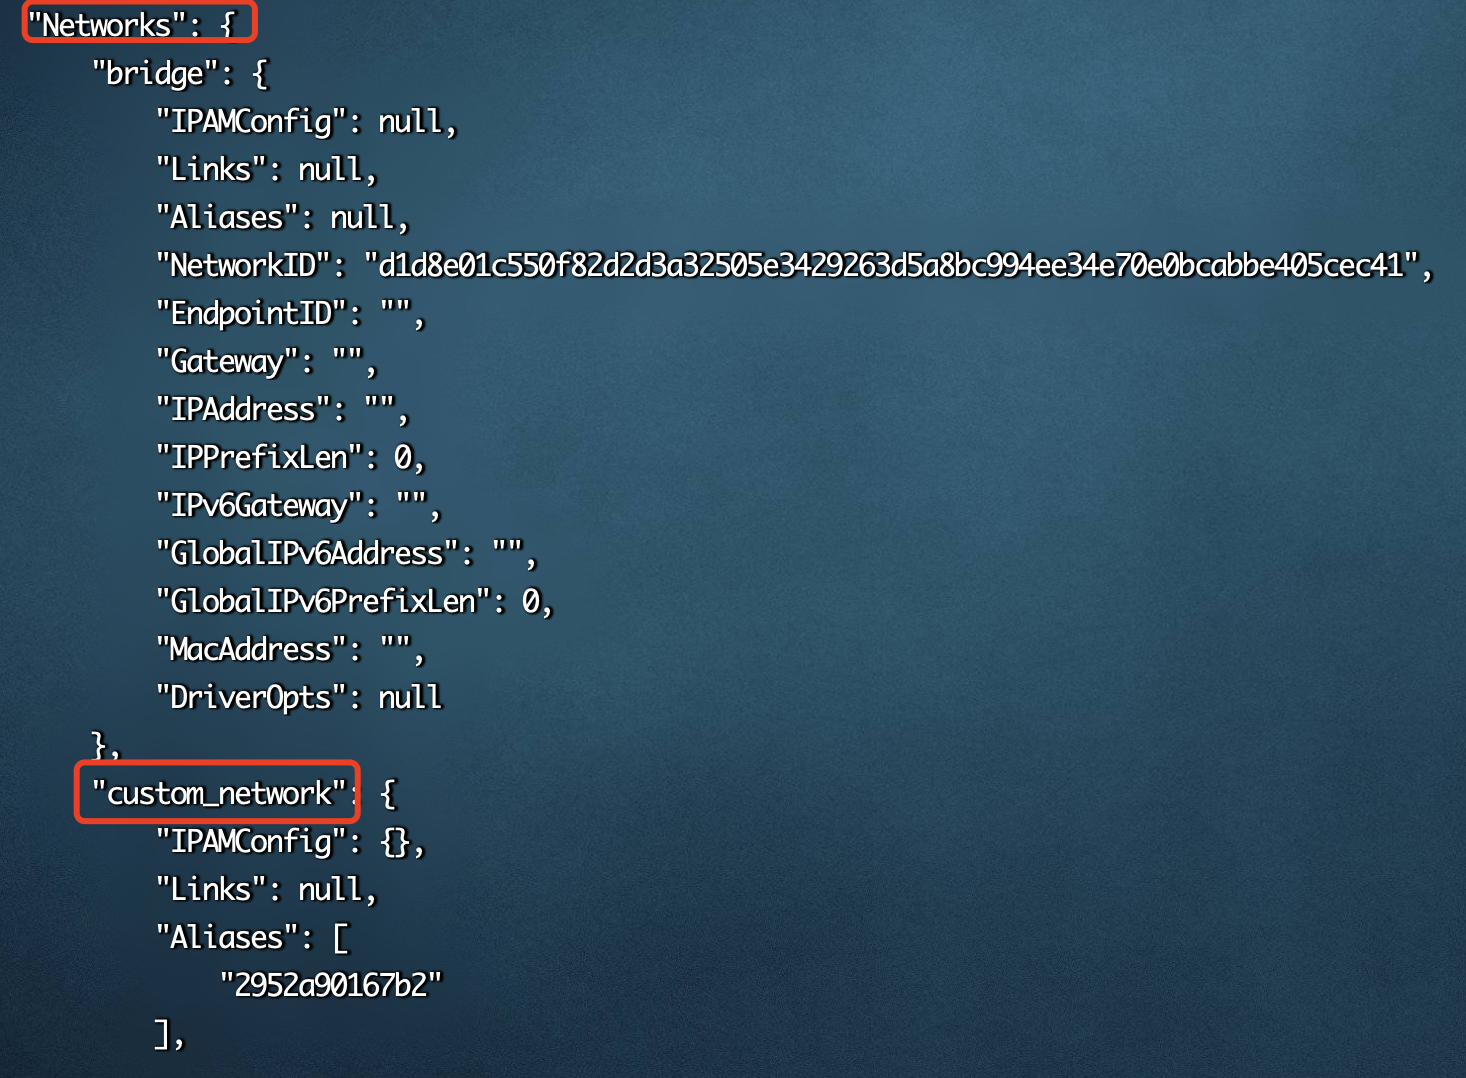 "Networks": {
"bridge": {
"IPAMConfig": null,
"Links": null,
"Aliases": null,
"NetworkID": "d1d8e01c550f82d2d3a32505e3429263d5a8bc994ee34e70e0bcabbe405cec41",
"EndpointID": "",
"Gateway": "",
"IPAddress": "",
"IPPrefixLen": 0,
"IPv6Gateway": "",
"GlobalIPv6Address": "",
"GlobalIPv6PrefixLen": 0,
"MacAddress": "",
"DriverOpts": null
},
"custom_network": {
"IPAMConfig": {},
"Links": null,
"Aliases": [
"2952a90167b2"
],